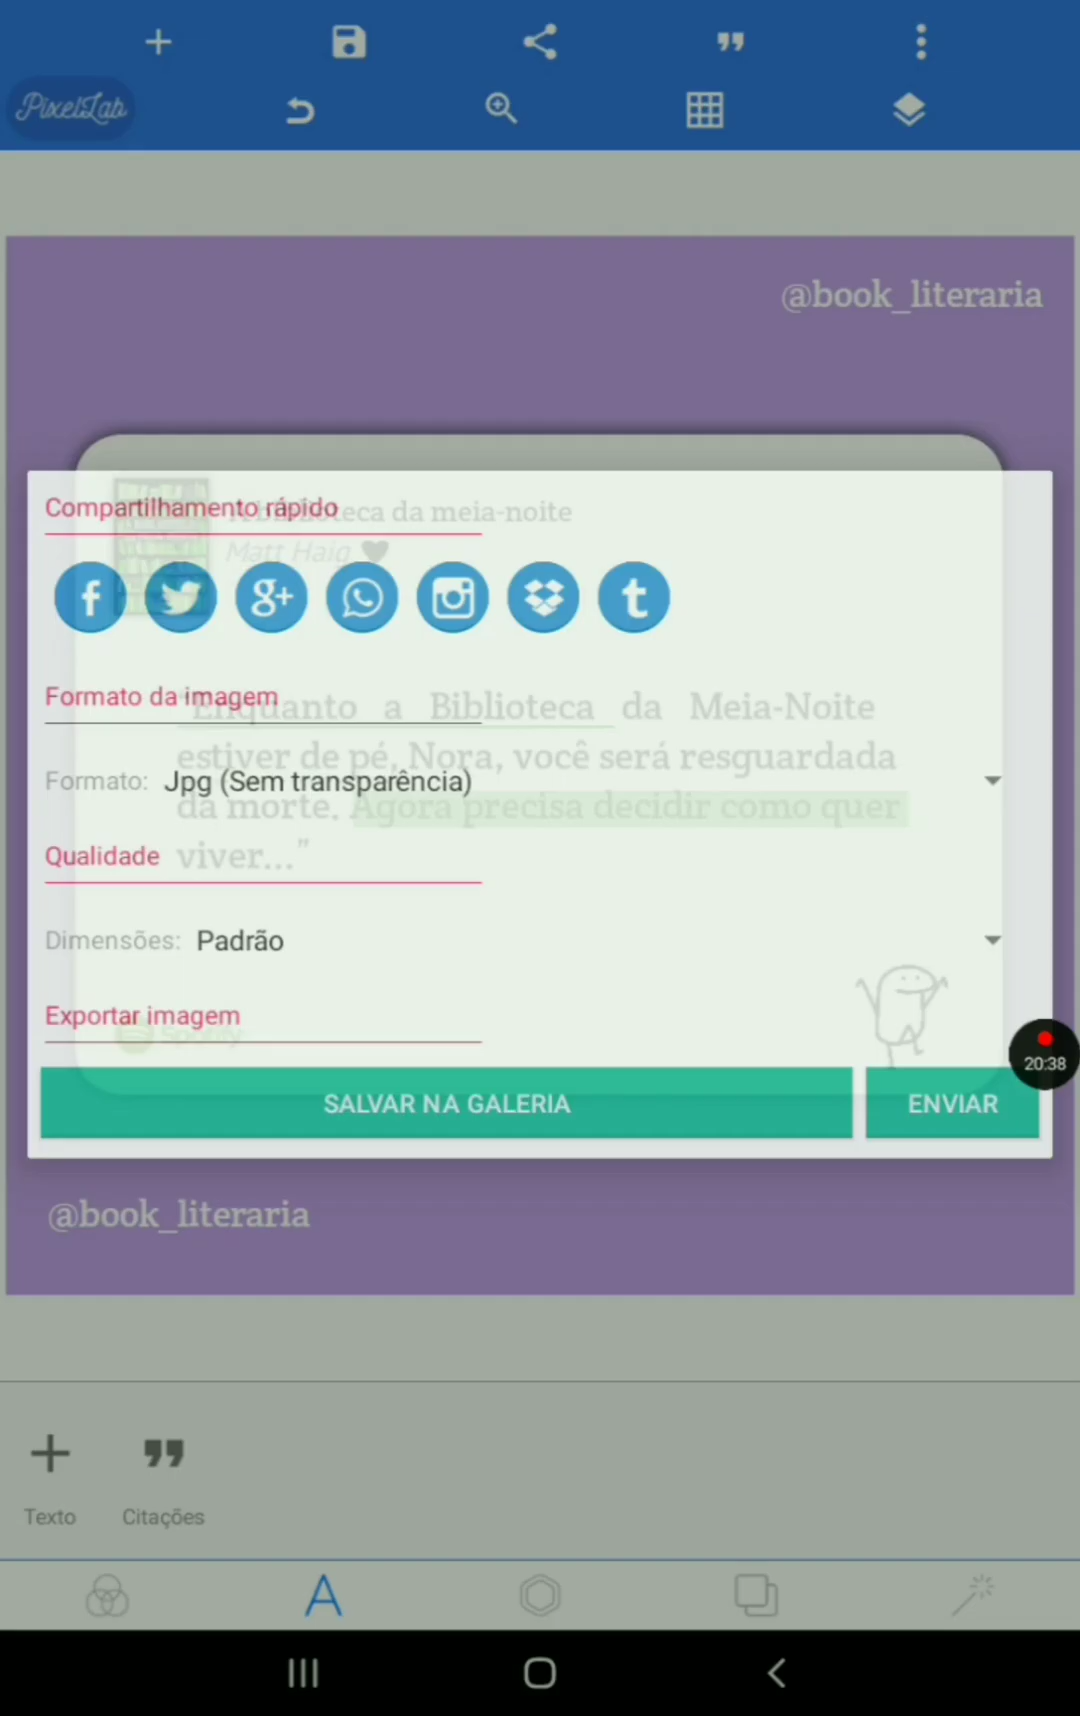 PixelLab
@book_literaria
Compartilhamento rápido
A biblioteca da meia-noite
Matt Haig
Formato da imagem
"Enquanto a Biblioteca da Meia-Noite
estiver de pé, Nora, você será resguardada
Formato: Jpg (Sem transparência)
da morte. Agora precisa decidir como quer
Qualidade
viver..."
Dimensões: Padrão
Exportar imagem
Spotify
20:38
SALVAR NA GALERIA
ENVIAR
@book_literaria
Texto
Citações